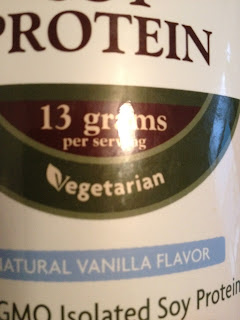 PROTEIN
13 grams
per serving
Vegetarian
NATURAL VANILLA FLAVOR
GMO Isolated Soy Protein